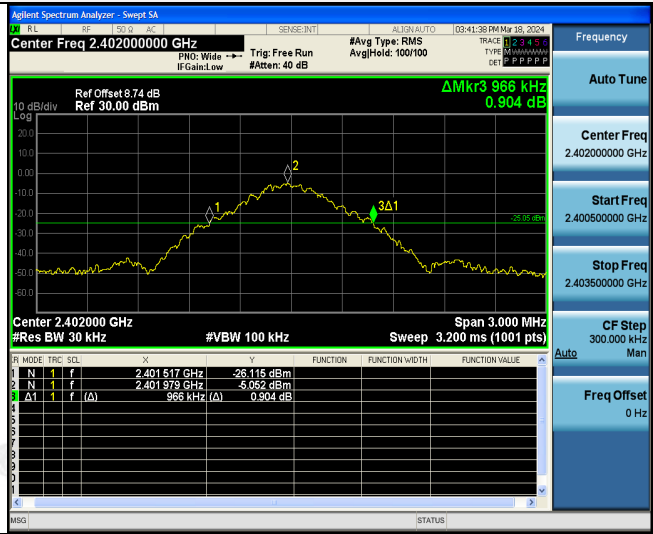 Agilent Spectrum Analyzer - Swept SA
LXI RL RF 50 Ω AC SENSE:INT ALIGN AUTO 03:41:38 PM Mar 18, 2024
Center Freq 2.402000000 GHz
#Avg Type: RMS
TRACE 1 2 3 4 5 6
PNO: Wide Trig: Free Run Avg|Hold: 100/100 TYPE M
IFGain:Low #Atten: 40 dB DET P P P P P P
Frequency
Auto Tune
Center Freq
2.402000000 GHz
Start Freq
2.400500000 GHz
Stop Freq
2.403500000 GHz
CF Step
300.000 kHz
Auto Man
Freq Offset
0 Hz
ΔMkr3 966 kHz
0.904 dB
Ref Offset 8.74 dB
10 dB/div Ref 30.00 dBm
Log
20.0
10.0
0.00
-10.0
-20.0
-30.0
-40.0
-50.0
-60.0
1
2
3Δ1
-25.05 dBm
Center 2.402000 GHz Span 3.000 MHz
#Res BW 30 kHz #VBW 100 kHz Sweep 3.200 ms (1001 pts)
MODE TRC SCL X Y FUNCTION FUNCTION WIDTH FUNCTION VALUE
1 N 1 f 2.401 517 GHz -26.115 dBm
2 N 1 f 2.401 979 GHz -5.052 dBm
3 Δ1 1 f (Δ) 966 kHz (Δ) 0.904 dB
4
5
6
7
8
9
MSG STATUS